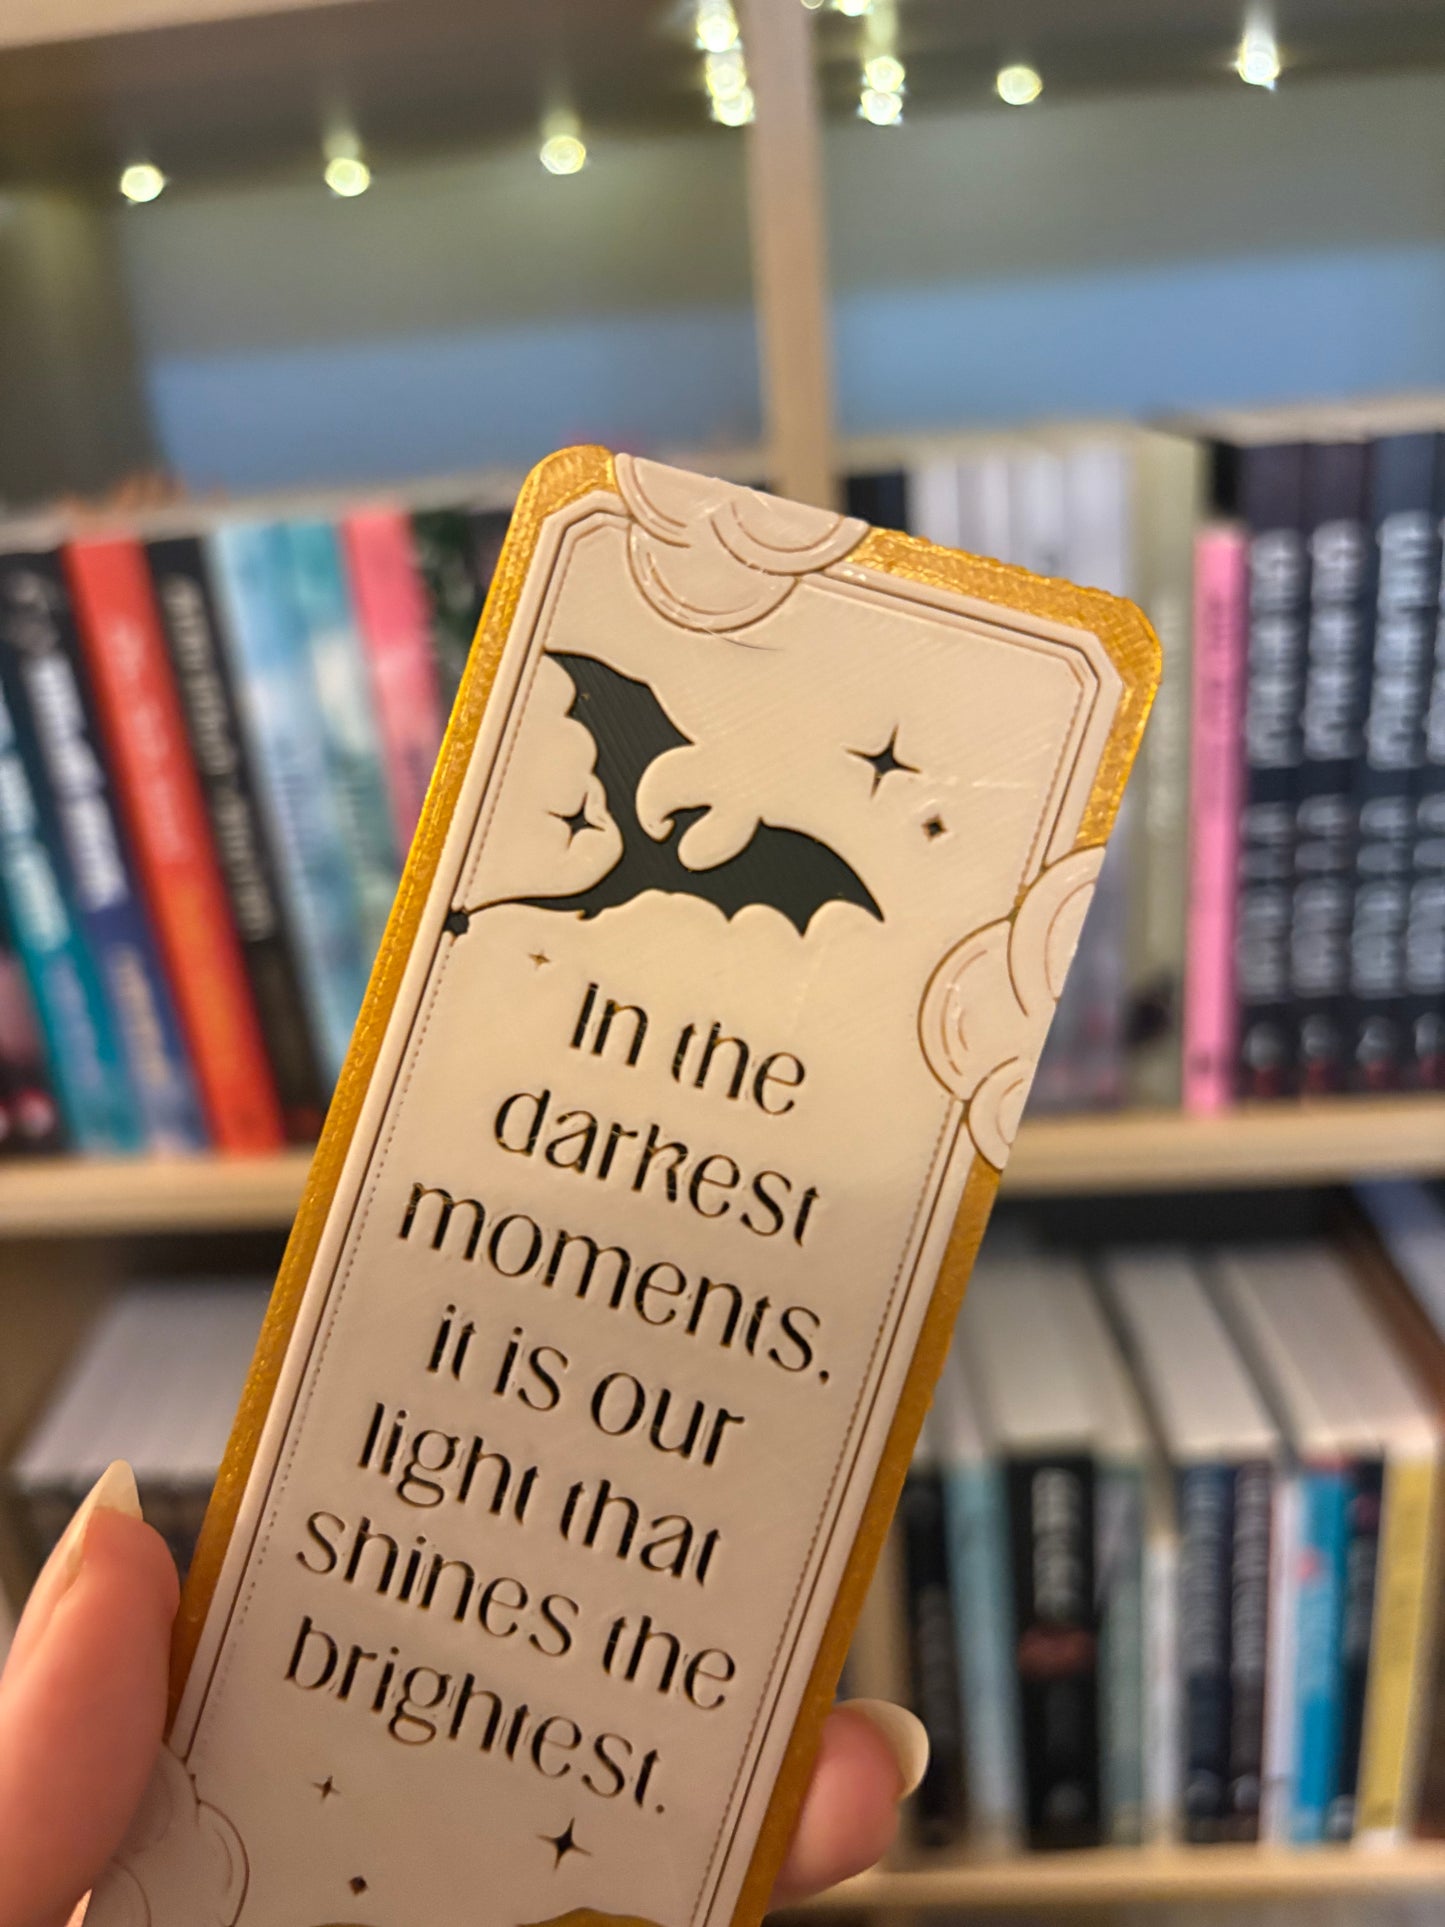 In the
darkest
moments,
it is our
light that
shines the
brightest.